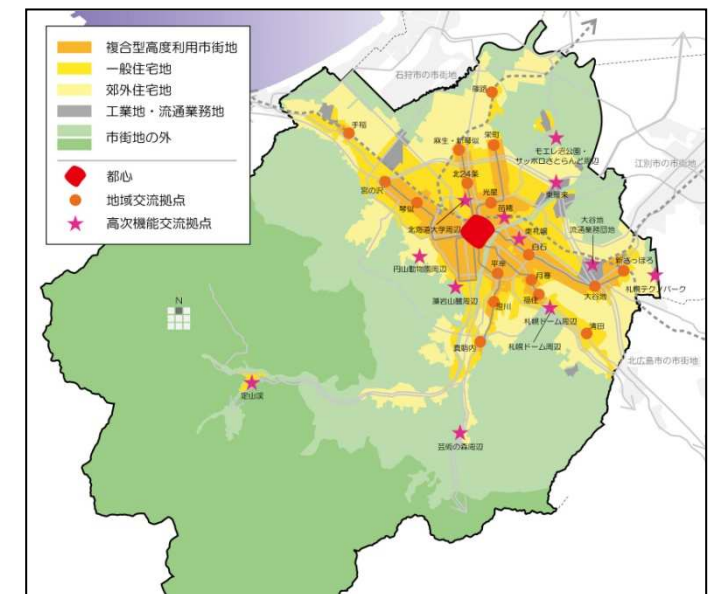 複合型高度利用市街地
一般住宅地
郊外住宅地
工業地・流通業務地
市街地の外
都心
地域交流拠点
高次機能交流拠点
石狩市の市街地
篠路
手稲
麻生・新琴似
栄町
モエレ沼公園・
サッポロさとらんど周辺
江別市の市街地
宮の沢
北24条
光星
苗穂
琴似
北海道大学周辺
東札幌
大谷地
流通業務団地
白石
新さっぽろ
円山動物園周辺
平岸
月寒
札幌テクノパーク
大谷地
藻岩山麓周辺
澄川
福住
札幌ドーム周辺
札幌ドーム周辺
清田
真駒内
北広島市の市街地
N
定山渓
芸術の森周辺